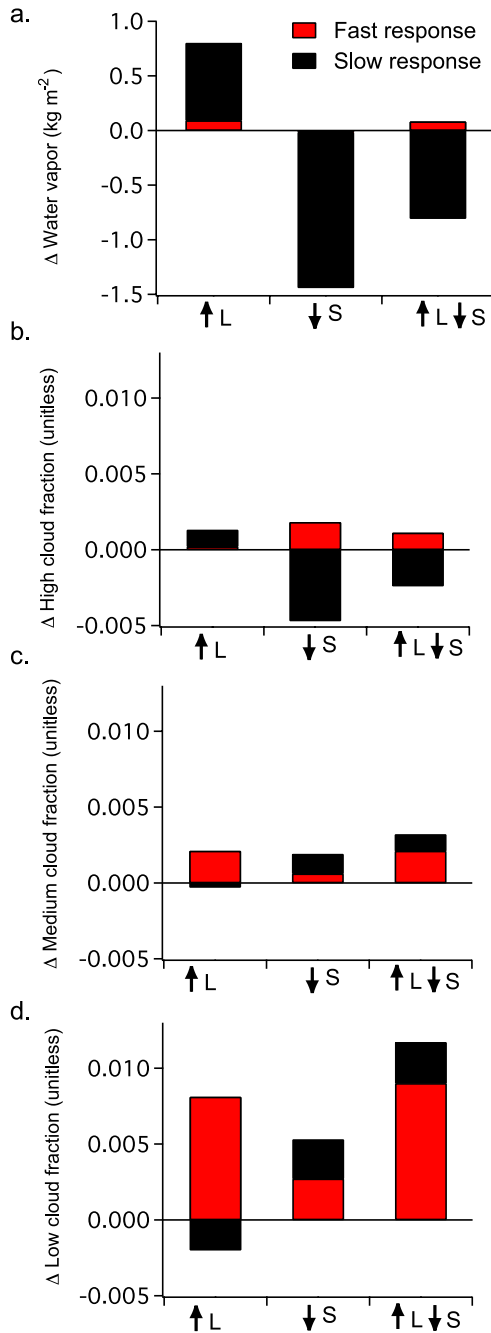 a.
Δ Water vapor (kg m-2)
1.0
0.5
0.0
-0.5
-1.0
-1.5
Fast response
Slow response
↑ L
↓ S
↑ L ↓ S
b.
Δ High cloud fraction (unitless)
0.010
0.005
0.000
-0.005
↑ L
↓ S
↑ L ↓ S
c.
Δ Medium cloud fraction (unitless)
0.010
0.005
0.000
-0.005
↑ L
↓ S
↑ L ↓ S
d.
Δ Low cloud fraction (unitless)
0.010
0.005
0.000
-0.005
↑ L
↓ S
↑ L ↓ S